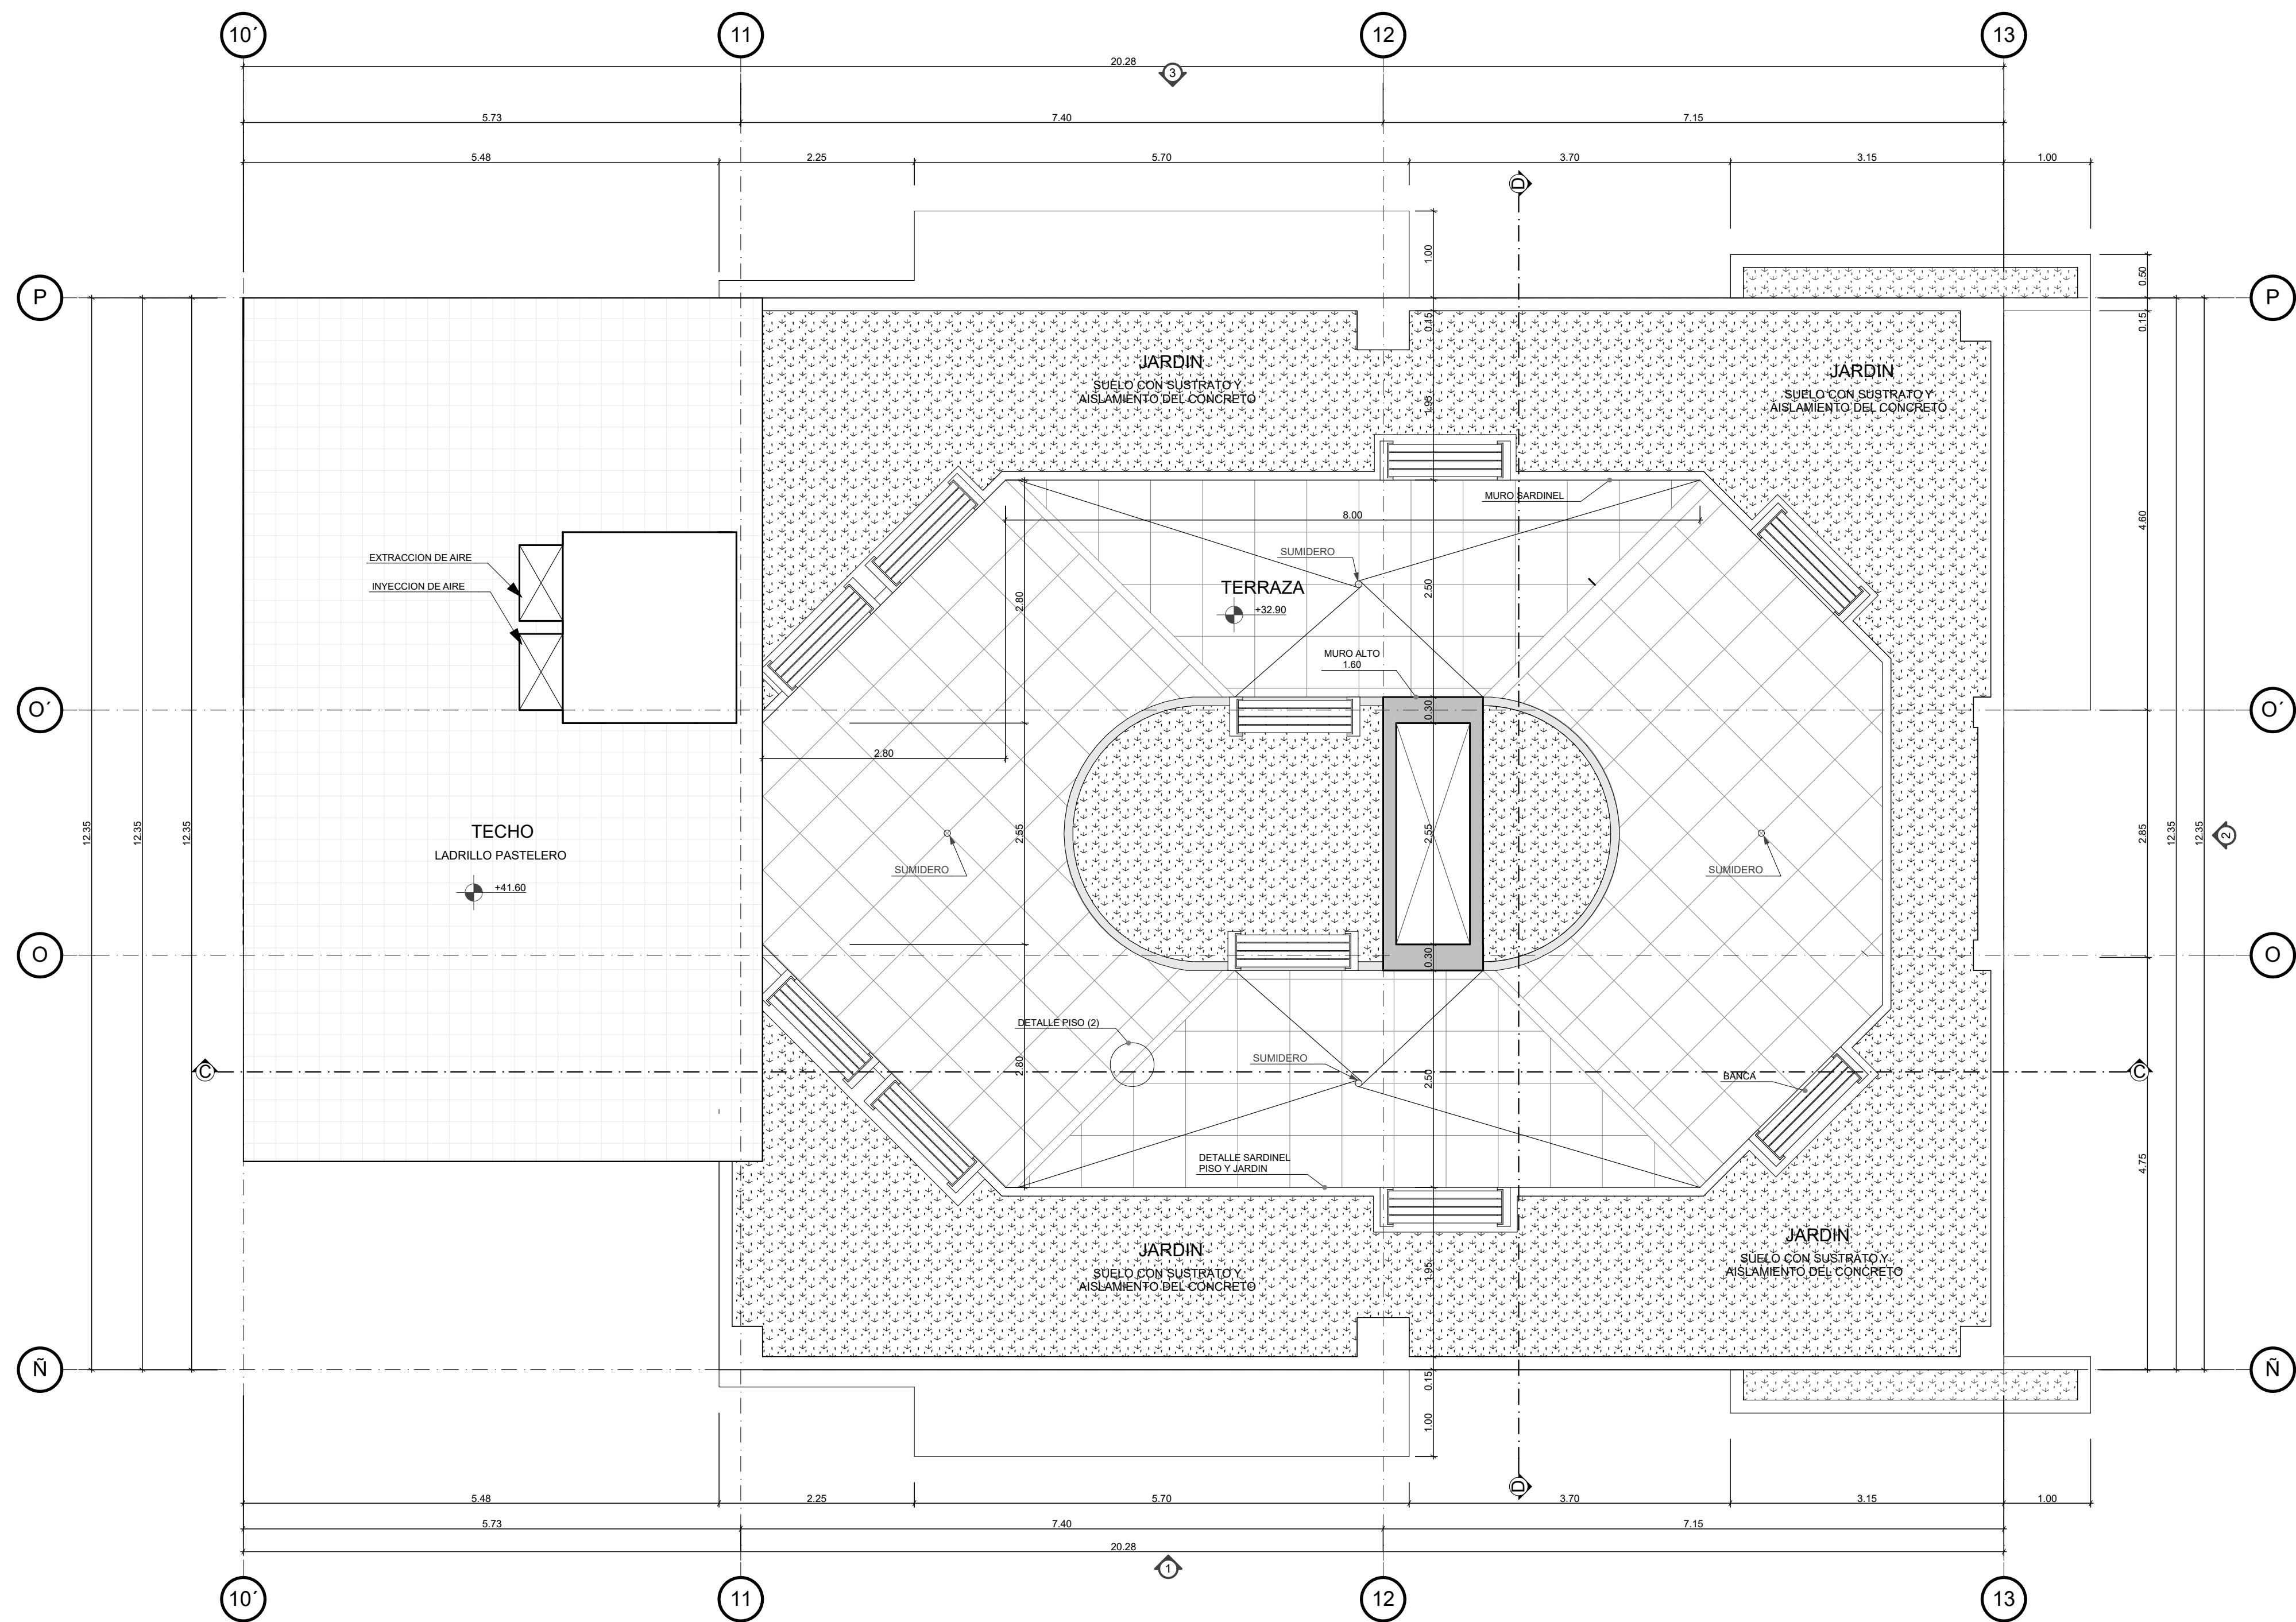 10´ 11 12 13
20.28
3
5.73 7.40 7.15
5.48 2.25 5.70 3.70 3.15 1.00
D
1.00
0.50
P P
0.15 0.15
JARDIN
SUELO CON SUSTRATO Y
AISLAMIENTO DEL CONCRETO
JARDIN
SUELO CON SUSTRATO Y
AISLAMIENTO DEL CONCRETO
1.95
MURO SARDINEL
8.00
4.60
EXTRACCION DE AIRE
INYECCION DE AIRE
SUMIDERO
TERRAZA
+32.90
2.80
2.50
MURO ALTO
1.60
O´ O´
0.30
2.80
12.35 12.35 12.35
TECHO
LADRILLO PASTELERO
+41.60
2.55
2.55
2.85
12.35 12.35
2
SUMIDERO
SUMIDERO
O O
0.30
DETALLE PISO (2)
SUMIDERO
2.80
2.50
BANCA
C C
DETALLE SARDINEL
PISO Y JARDIN
4.75
JARDIN
SUELO CON SUSTRATO Y
AISLAMIENTO DEL CONCRETO
JARDIN
SUELO CON SUSTRATO Y
AISLAMIENTO DEL CONCRETO
1.95
Ñ Ñ
0.15
1.00
D
5.48 2.25 5.70 3.70 3.15 1.00
5.73 7.40 7.15
20.28
1
10´ 11 12 13